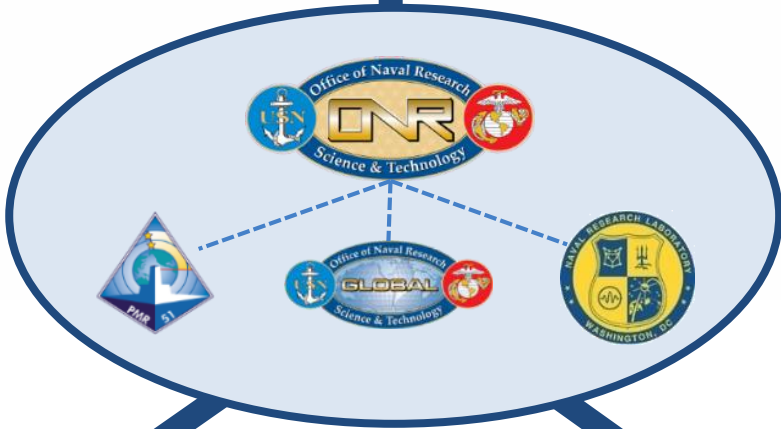 Office of Naval Research
USN
ONR
Science & Technology
PMR 51
Office of Naval Research
USN
GLOBAL
Science & Technology
NAVAL RESEARCH LABORATORY
WASHINGTON, DC